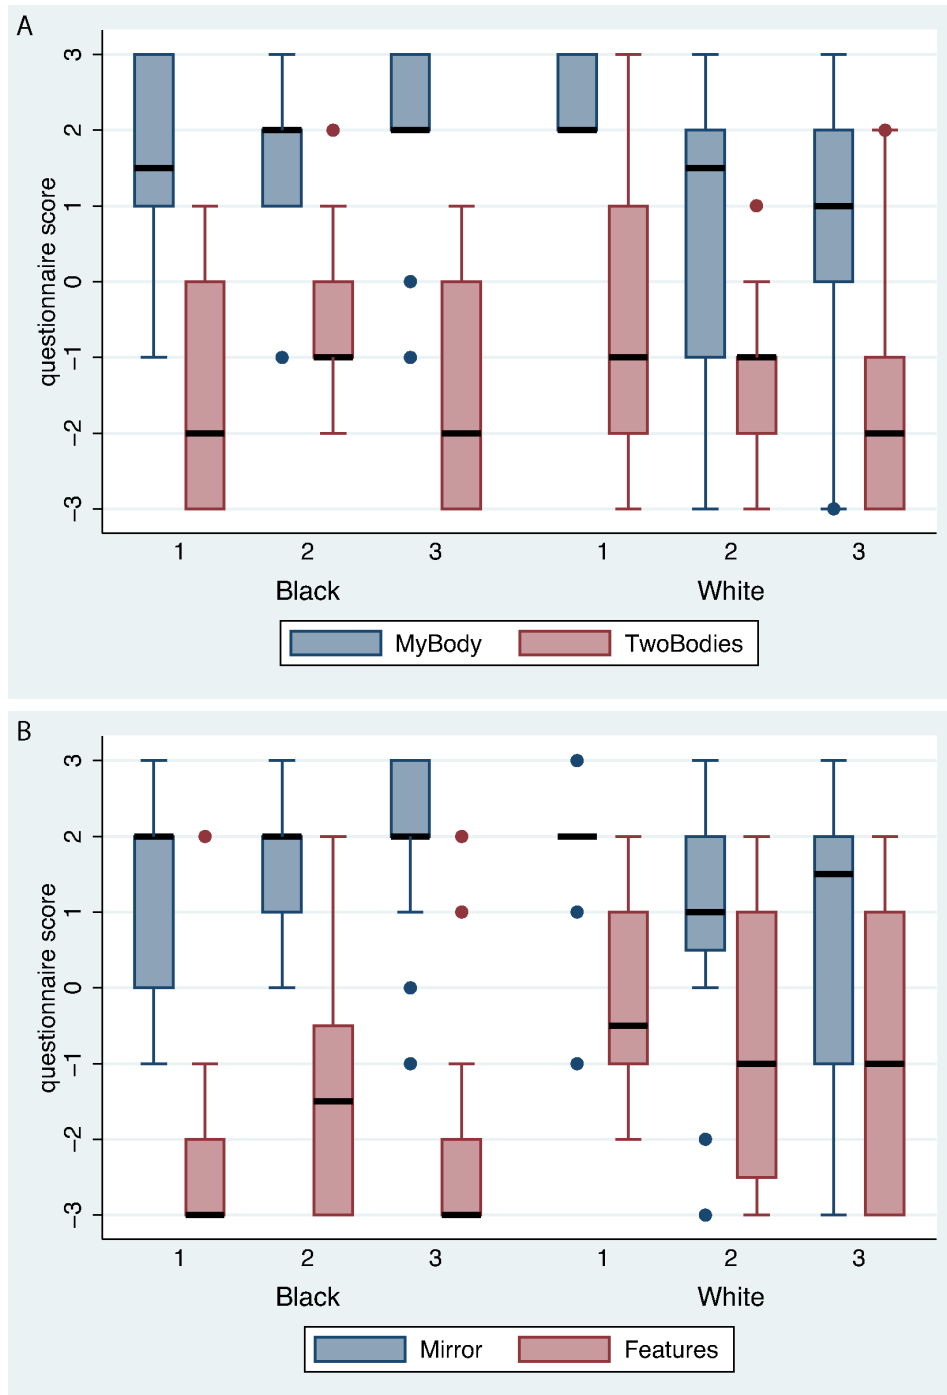 A
questionnaire score
3
2
1
0
−1
−2
−3
1 2 3 1 2 3
Black White
MyBody TwoBodies
B
questionnaire score
3
2
1
0
−1
−2
−3
1 2 3 1 2 3
Black White
Mirror Features